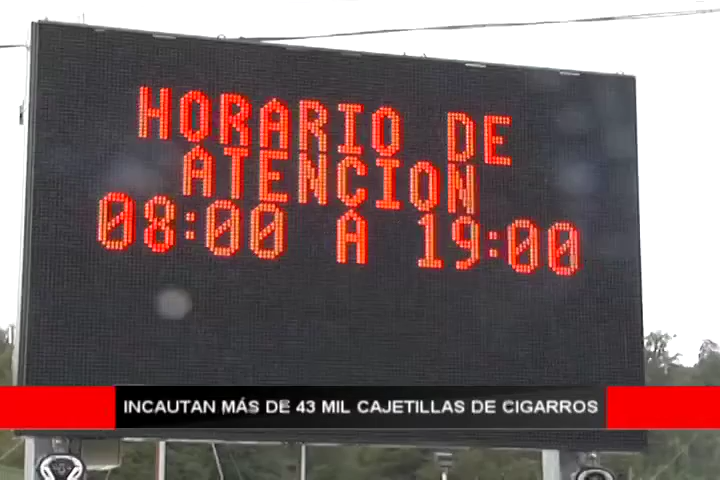 HORARIO DE
ATENCION
08:00 A 19:00
INCAUTAN MÁS DE 43 MIL CAJETILLAS DE CIGARROS